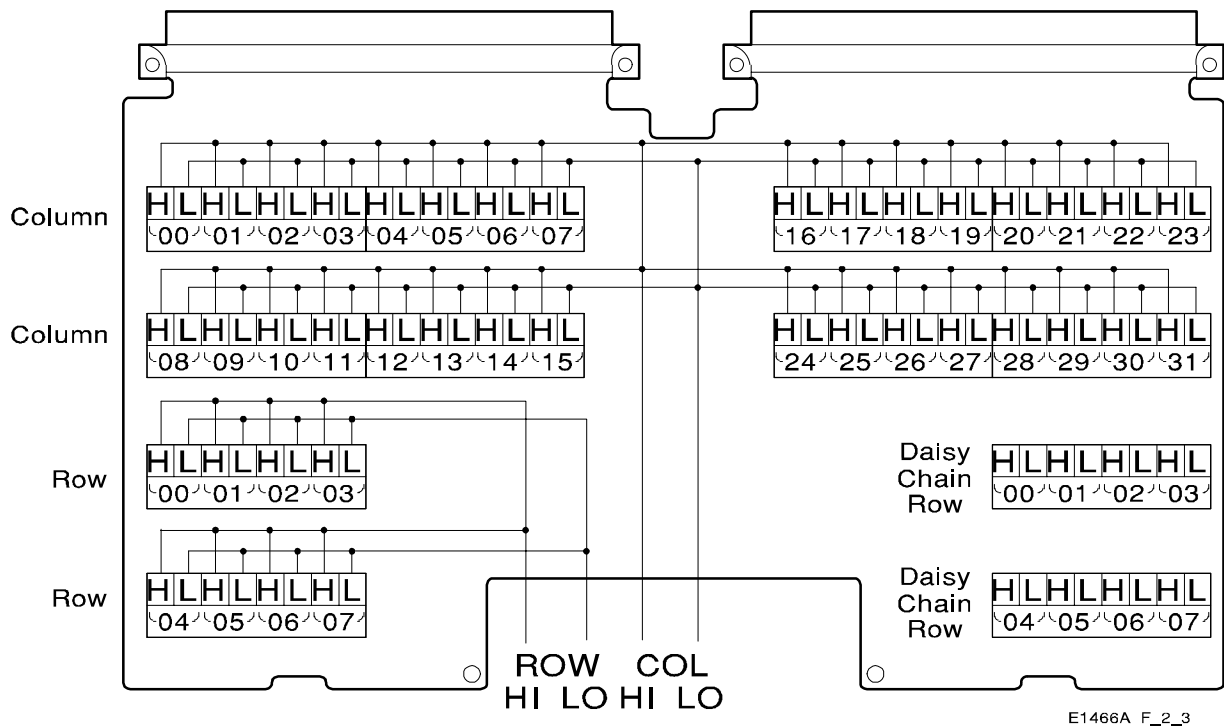 Column
H L H L H L H L H L H L H L H L
00 01 02 03 04 05 06 07
H L H L H L H L H L H L H L H L
16 17 18 19 20 21 22 23
Column
H L H L H L H L H L H L H L H L
08 09 10 11 12 13 14 15
H L H L H L H L H L H L H L H L
24 25 26 27 28 29 30 31
Row
H L H L H L H L
00 01 02 03
Daisy
Chain
Row
H L H L H L H L
00 01 02 03
Row
H L H L H L H L
04 05 06 07
Daisy
Chain
Row
H L H L H L H L
04 05 06 07
ROW COL
HI LO HI LO
E1466A F_2_3